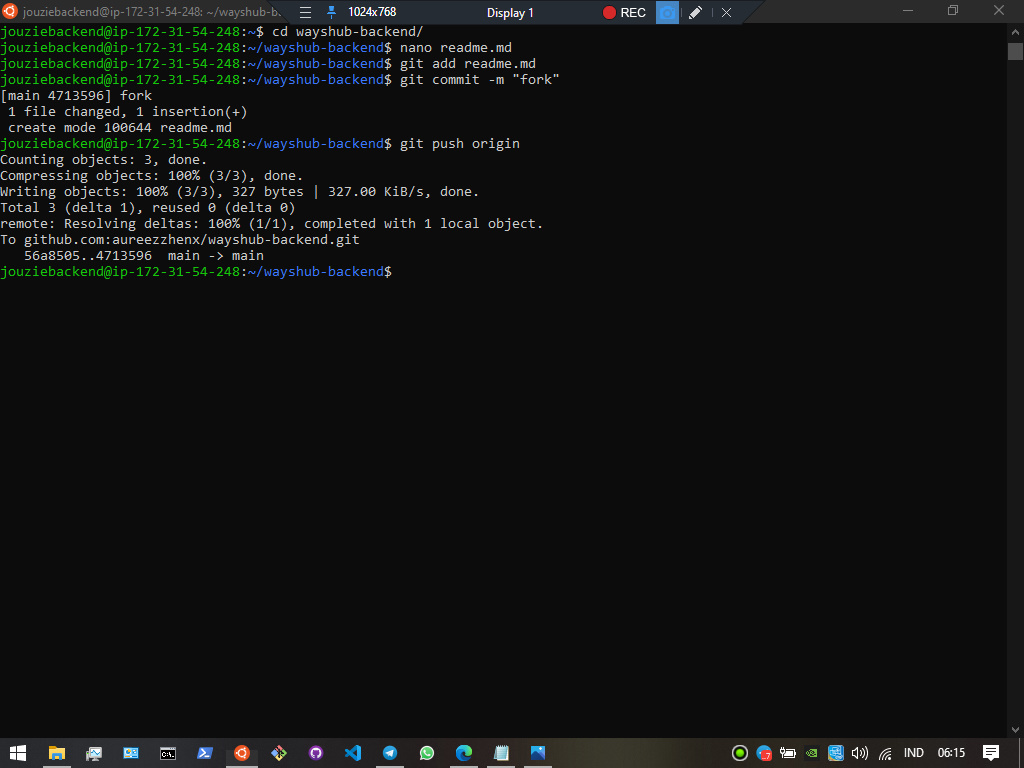 jouziebackend@ip-172-31-54-248: ~/wayshub-b.
1024x768
Display 1
REC
jouziebackend@ip-172-31-54-248:~$ cd wayshub-backend/
jouziebackend@ip-172-31-54-248:~/wayshub-backend$ nano readme.md
jouziebackend@ip-172-31-54-248:~/wayshub-backend$ git add readme.md
jouziebackend@ip-172-31-54-248:~/wayshub-backend$ git commit -m "fork"
[main 4713596] fork
 1 file changed, 1 insertion(+)
 create mode 100644 readme.md
jouziebackend@ip-172-31-54-248:~/wayshub-backend$ git push origin
Counting objects: 3, done.
Compressing objects: 100% (3/3), done.
Writing objects: 100% (3/3), 327 bytes | 327.00 KiB/s, done.
Total 3 (delta 1), reused 0 (delta 0)
remote: Resolving deltas: 100% (1/1), completed with 1 local object.
To github.com:aureezzhenx/wayshub-backend.git
   56a8505..4713596  main -> main
jouziebackend@ip-172-31-54-248:~/wayshub-backend$
IND
06:15